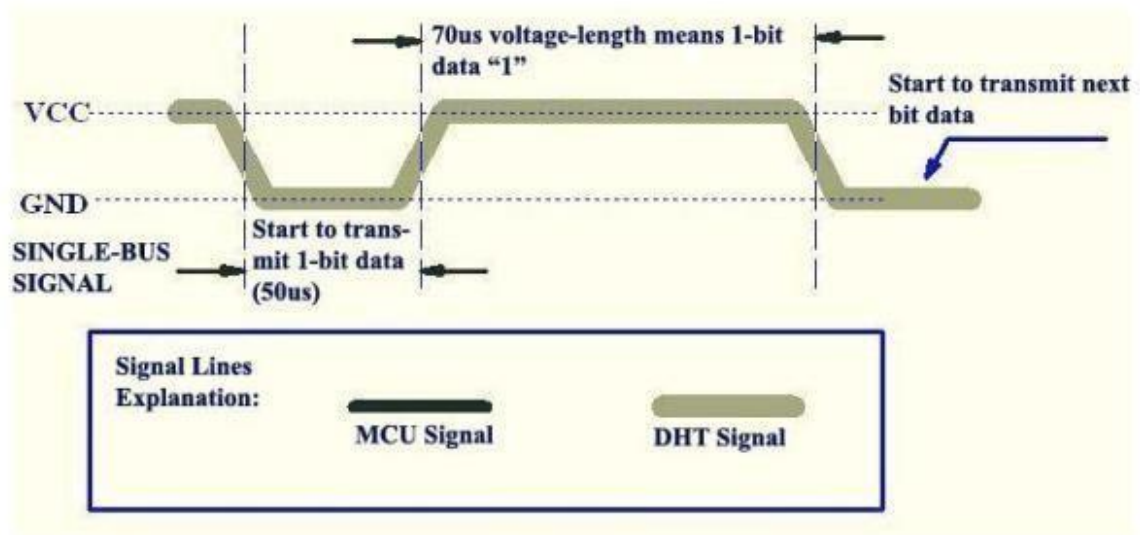 70us voltage-length means 1-bit
data “1”
Start to transmit next
bit data
VCC
GND
SINGLE-BUS
SIGNAL
Start to trans-
mit 1-bit data
(50us)
Signal Lines
Explanation:
MCU Signal
DHT Signal